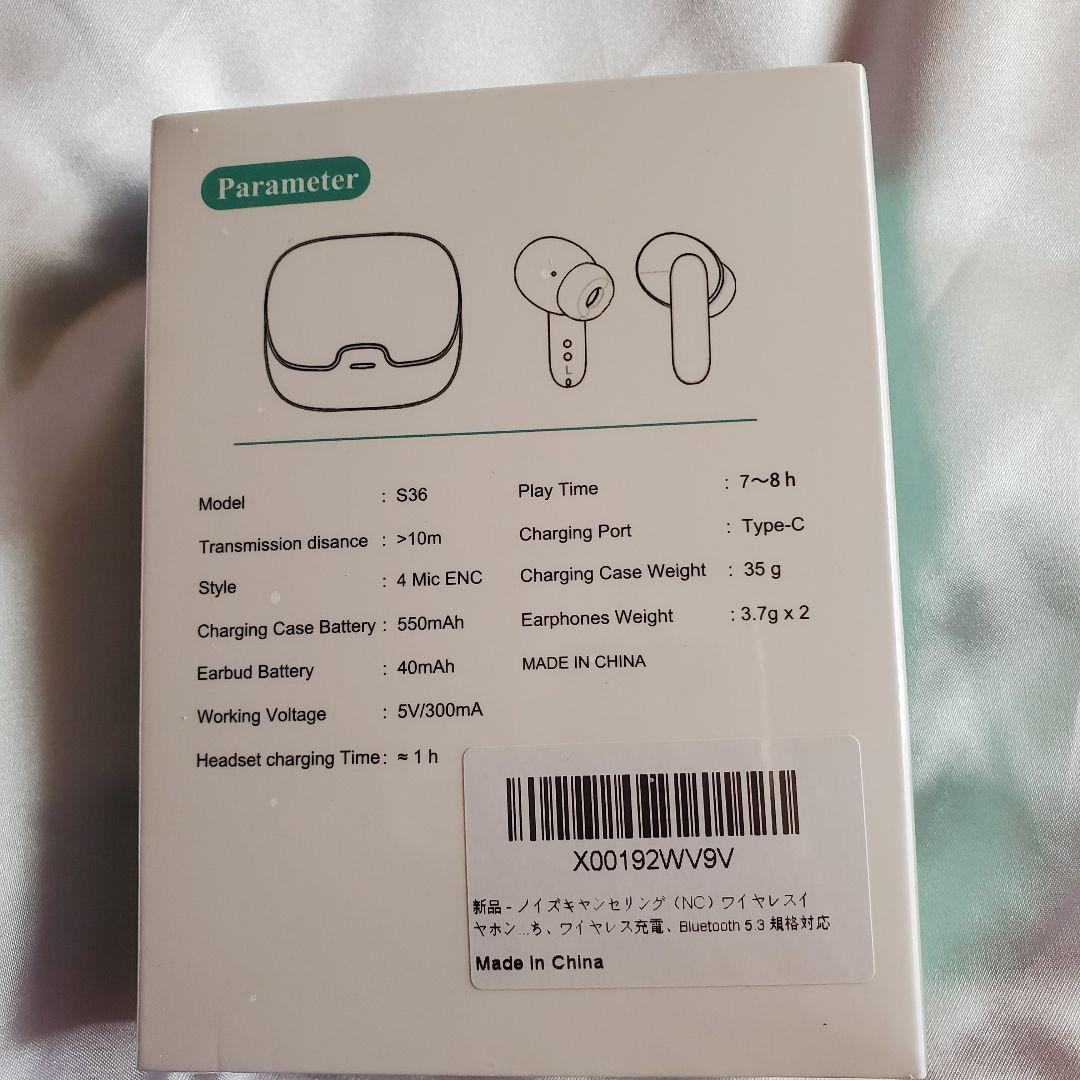 Parameter
L
Model : S36
Transmission disance : >10m
Style : 4 Mic ENC
Charging Case Battery : 550mAh
Earbud Battery : 40mAh
Working Voltage : 5V/300mA
Headset charging Time : ≈ 1 h
Play Time : 7～8 h
Charging Port : Type-C
Charging Case Weight : 35 g
Earphones Weight : 3.7g x 2
MADE IN CHINA
X00192WV9V
新品 - ノイズキャンセリング（NC）ワイヤレスイ
ヤホン...ち、ワイヤレス充電、Bluetooth 5.3 規格対応
Made in China